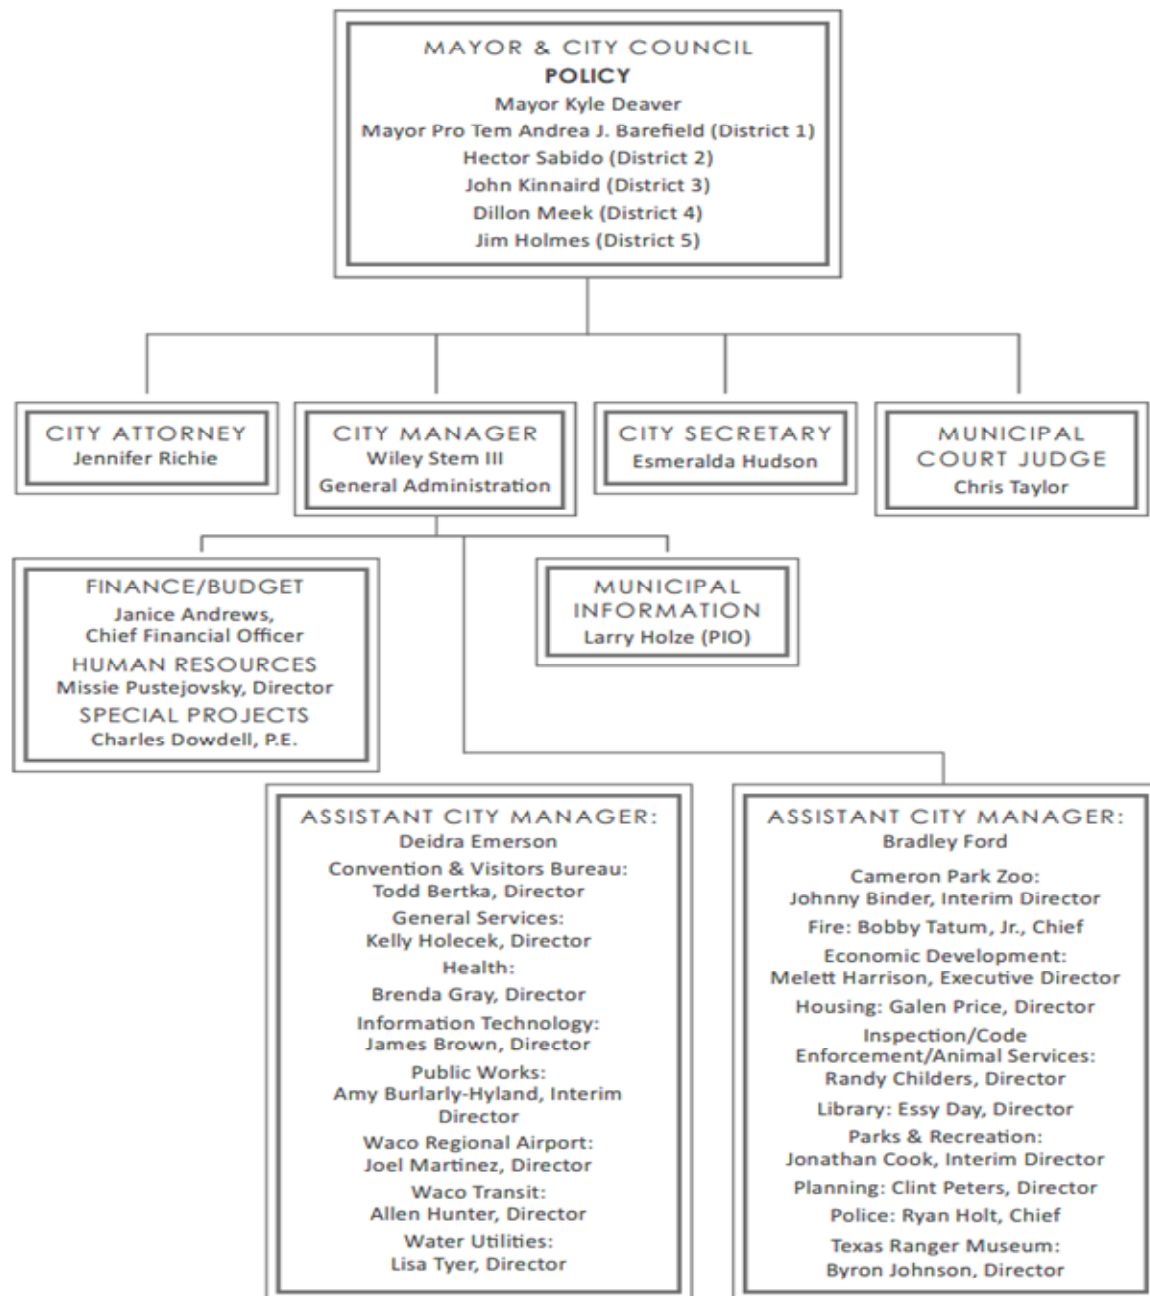 MAYOR & CITY COUNCIL
POLICY
Mayor Kyle Deaver
Mayor Pro Tem Andrea J. Barefield (District 1)
Hector Sabido (District 2)
John Kinnaird (District 3)
Dillon Meek (District 4)
Jim Holmes (District 5)
CITY ATTORNEY
Jennifer Richie
CITY MANAGER
Wiley Stem III
General Administration
CITY SECRETARY
Esmeralda Hudson
MUNICIPAL
COURT JUDGE
Chris Taylor
FINANCE/BUDGET
Janice Andrews,
Chief Financial Officer
HUMAN RESOURCES
Missie Pustejovsky, Director
SPECIAL PROJECTS
Charles Dowdell, P.E.
MUNICIPAL
INFORMATION
Larry Holze (PIO)
ASSISTANT CITY MANAGER:
Deidra Emerson
Convention & Visitors Bureau:
Todd Bertka, Director
General Services:
Kelly Holecek, Director
Health:
Brenda Gray, Director
Information Technology:
James Brown, Director
Public Works:
Amy Burlarly-Hyland, Interim
Director
Waco Regional Airport:
Joel Martinez, Director
Waco Transit:
Allen Hunter, Director
Water Utilities:
Lisa Tyer, Director
ASSISTANT CITY MANAGER:
Bradley Ford
Cameron Park Zoo:
Johnny Binder, Interim Director
Fire: Bobby Tatum, Jr., Chief
Economic Development:
Melett Harrison, Executive Director
Housing: Galen Price, Director
Inspection/Code
Enforcement/Animal Services:
Randy Childers, Director
Library: Essy Day, Director
Parks & Recreation:
Jonathan Cook, Interim Director
Planning: Clint Peters, Director
Police: Ryan Holt, Chief
Texas Ranger Museum:
Byron Johnson, Director